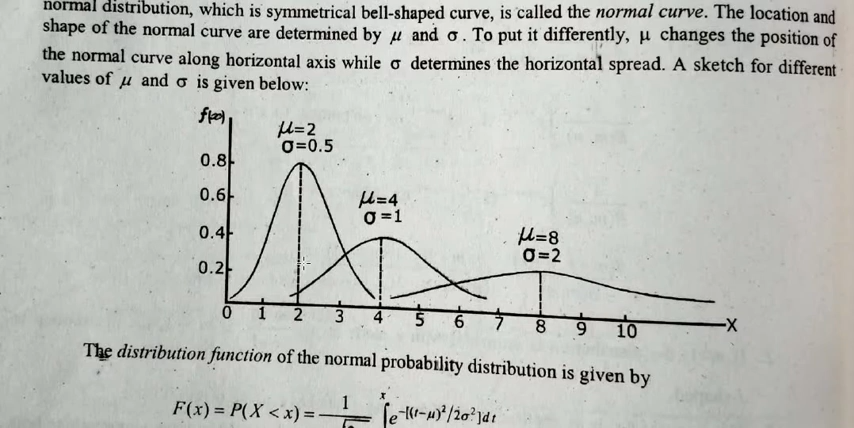 normal distribution, which is symmetrical bell-shaped curve, is called the normal curve. The location and
shape of the normal curve are determined by μ and σ. To put it differently, μ changes the position of
the normal curve along horizontal axis while σ determines the horizontal spread. A sketch for different
values of μ and σ is given below:
f(x)
μ=2
σ=0.5
0.8
0.6
μ=4
σ=1
0.4
μ=8
σ=2
0.2
0 1 2 3 4 5 6 7 8 9 10 X
The distribution function of the normal probability distribution is given by
F(x) = P(X < x) = 1 ∫ x e^-[(t-μ)²/2σ²] dt